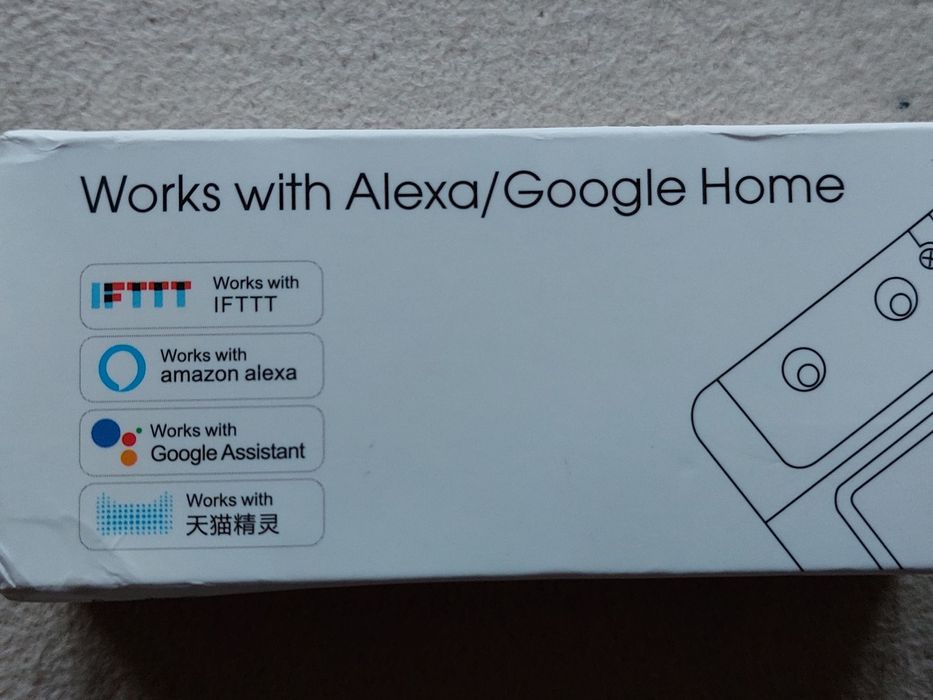 Works with Alexa/Google Home
IFTTT
Works with
IFTTT
Works with
amazon alexa
Works with
Google Assistant
Works with
天猫精灵